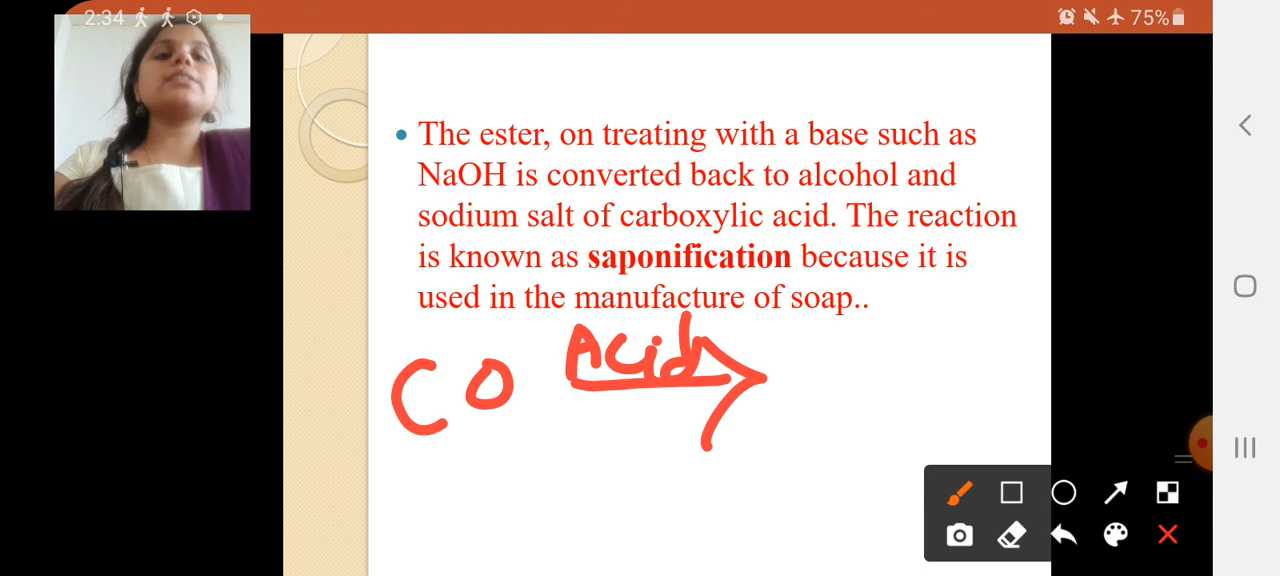 2:34
75%
The ester, on treating with a base such as
NaOH is converted back to alcohol and
sodium salt of carboxylic acid. The reaction
is known as saponification because it is
used in the manufacture of soap..
CO Acid